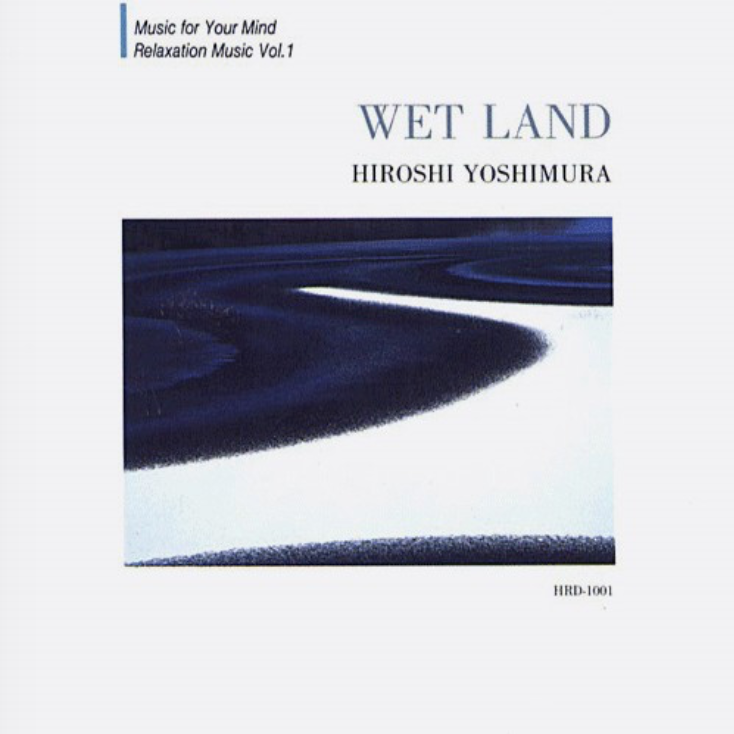 Music for Your Mind
Relaxation Music Vol.1
WET LAND
HIROSHI YOSHIMURA
HRD-1001